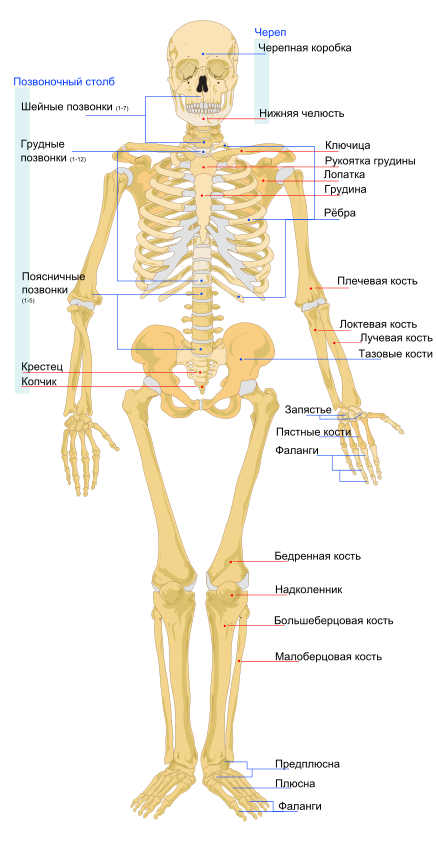 Череп
Черепная коробка
Позвоночный столб
Шейные позвонки (1-7)
Нижняя челюсть
Грудные
позвонки (1-12)
Ключица
Рукоятка грудины
Лопатка
Грудина
Рёбра
Поясничные
позвонки
(1-5)
Плечевая кость
Локтевая кость
Лучевая кость
Тазовые кости
Крестец
Копчик
Запястье
Пястные кости
Фаланги
Бедренная кость
Надколенник
Большеберцовая кость
Малоберцовая кость
Предплюсна
Плюсна
Фаланги